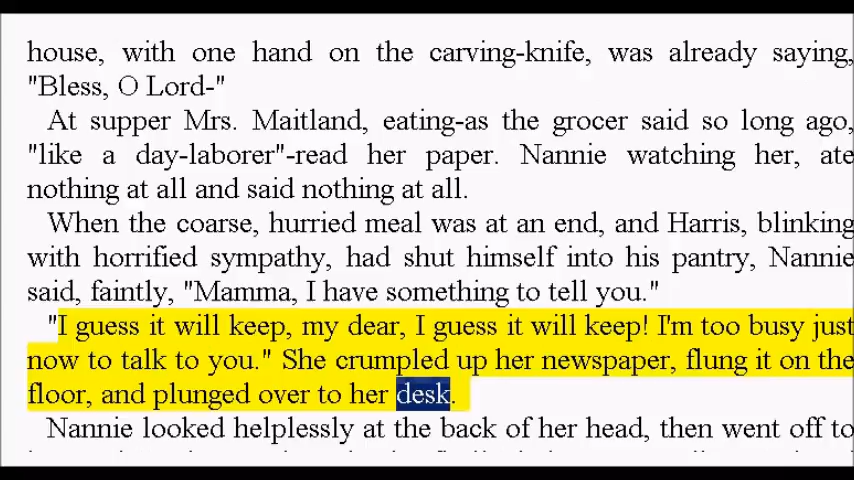 house, with one hand on the carving-knife, was already saying,
"Bless, O Lord-"
At supper Mrs. Maitland, eating-as the grocer said so long ago,
"like a day-laborer"-read her paper. Nannie watching her, ate
nothing at all and said nothing at all.
When the coarse, hurried meal was at an end, and Harris, blinking
with horrified sympathy, had shut himself into his pantry, Nannie
said, faintly, "Mamma, I have something to tell you."
"I guess it will keep, my dear, I guess it will keep! I'm too busy just
now to talk to you." She crumpled up her newspaper, flung it on the
floor, and plunged over to her desk.
Nannie looked helplessly at the back of her head, then went off to